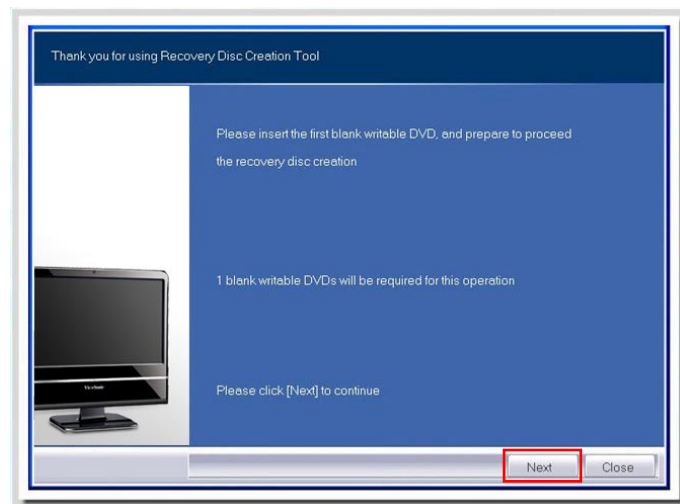 Thank you for using Recovery Disc Creation Tool
Please insert the first blank writable DVD, and prepare to proceed
the recovery disc creation
1 blank writable DVDs will be required for this operation
Please click [Next] to continue
ViewSonic
Next
Close